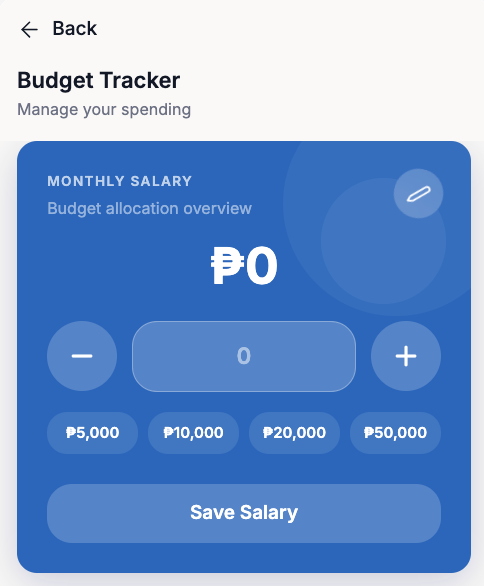 Back
Budget Tracker
Manage your spending
MONTHLY SALARY
Budget allocation overview
₱0
0
₱5,000 ₱10,000 ₱20,000 ₱50,000
Save Salary